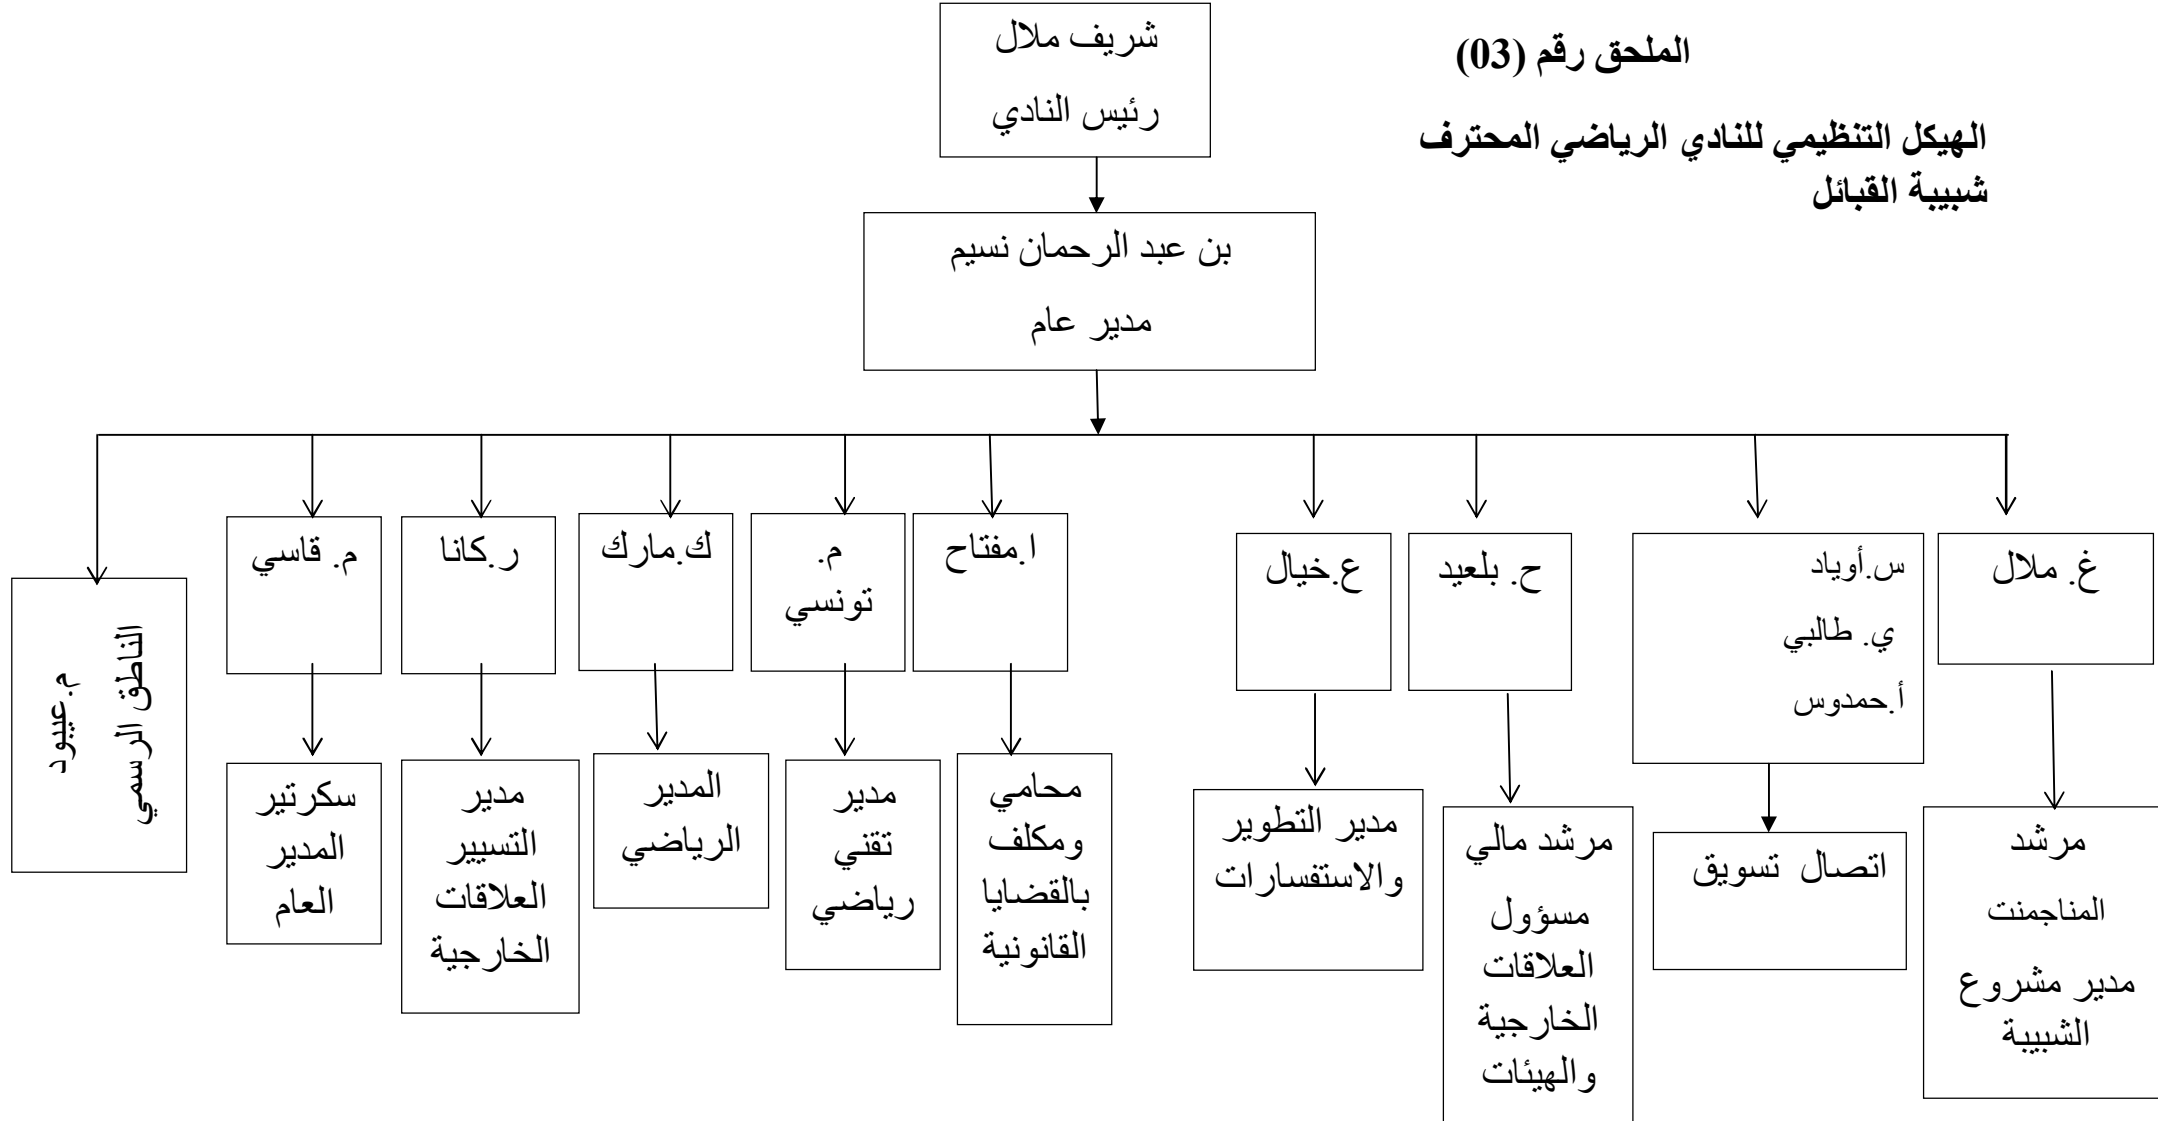 الملحق رقم (03)
الهيكل التنظيمي للنادي الرياضي المحترف
شبيبة القبائل
شريف ملال
رئيس النادي
بن عبد الرحمان نسيم
مدير عام
غ. ملال
س.أوياد
ي. طالبي
أ.حمدوس
ح. بلعيد
ع.خيال
ا.مفتاح
م.
تونسي
ك.مارك
ر.كانا
م. قاسي
م.عيبود
الناطق الرسمي
مرشد
المناجمنت
مدير مشروع
الشبيبة
اتصال تسويق
مرشد مالي
مسؤول
العلاقات
الخارجية
والهيئات
مدير التطوير
والاستفسارات
محامي
ومكلف
بالقضايا
القانونية
مدير
تقني
رياضي
المدير
الرياضي
مدير
التسيير
العلاقات
الخارجية
سكرتير
المدير
العام